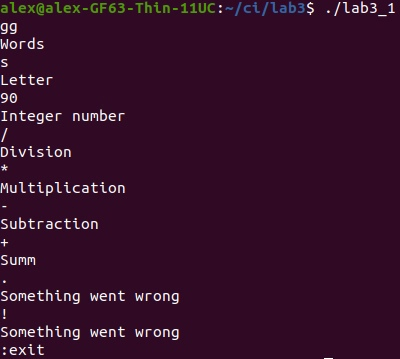 alex@alex-GF63-Thin-11UC:~/ci/lab3$ ./lab3_1
gg
Words
s
Letter
90
Integer number
/
Division
*
Multiplication
-
Subtraction
+
Summ
.
Something went wrong
!
Something went wrong
:exit